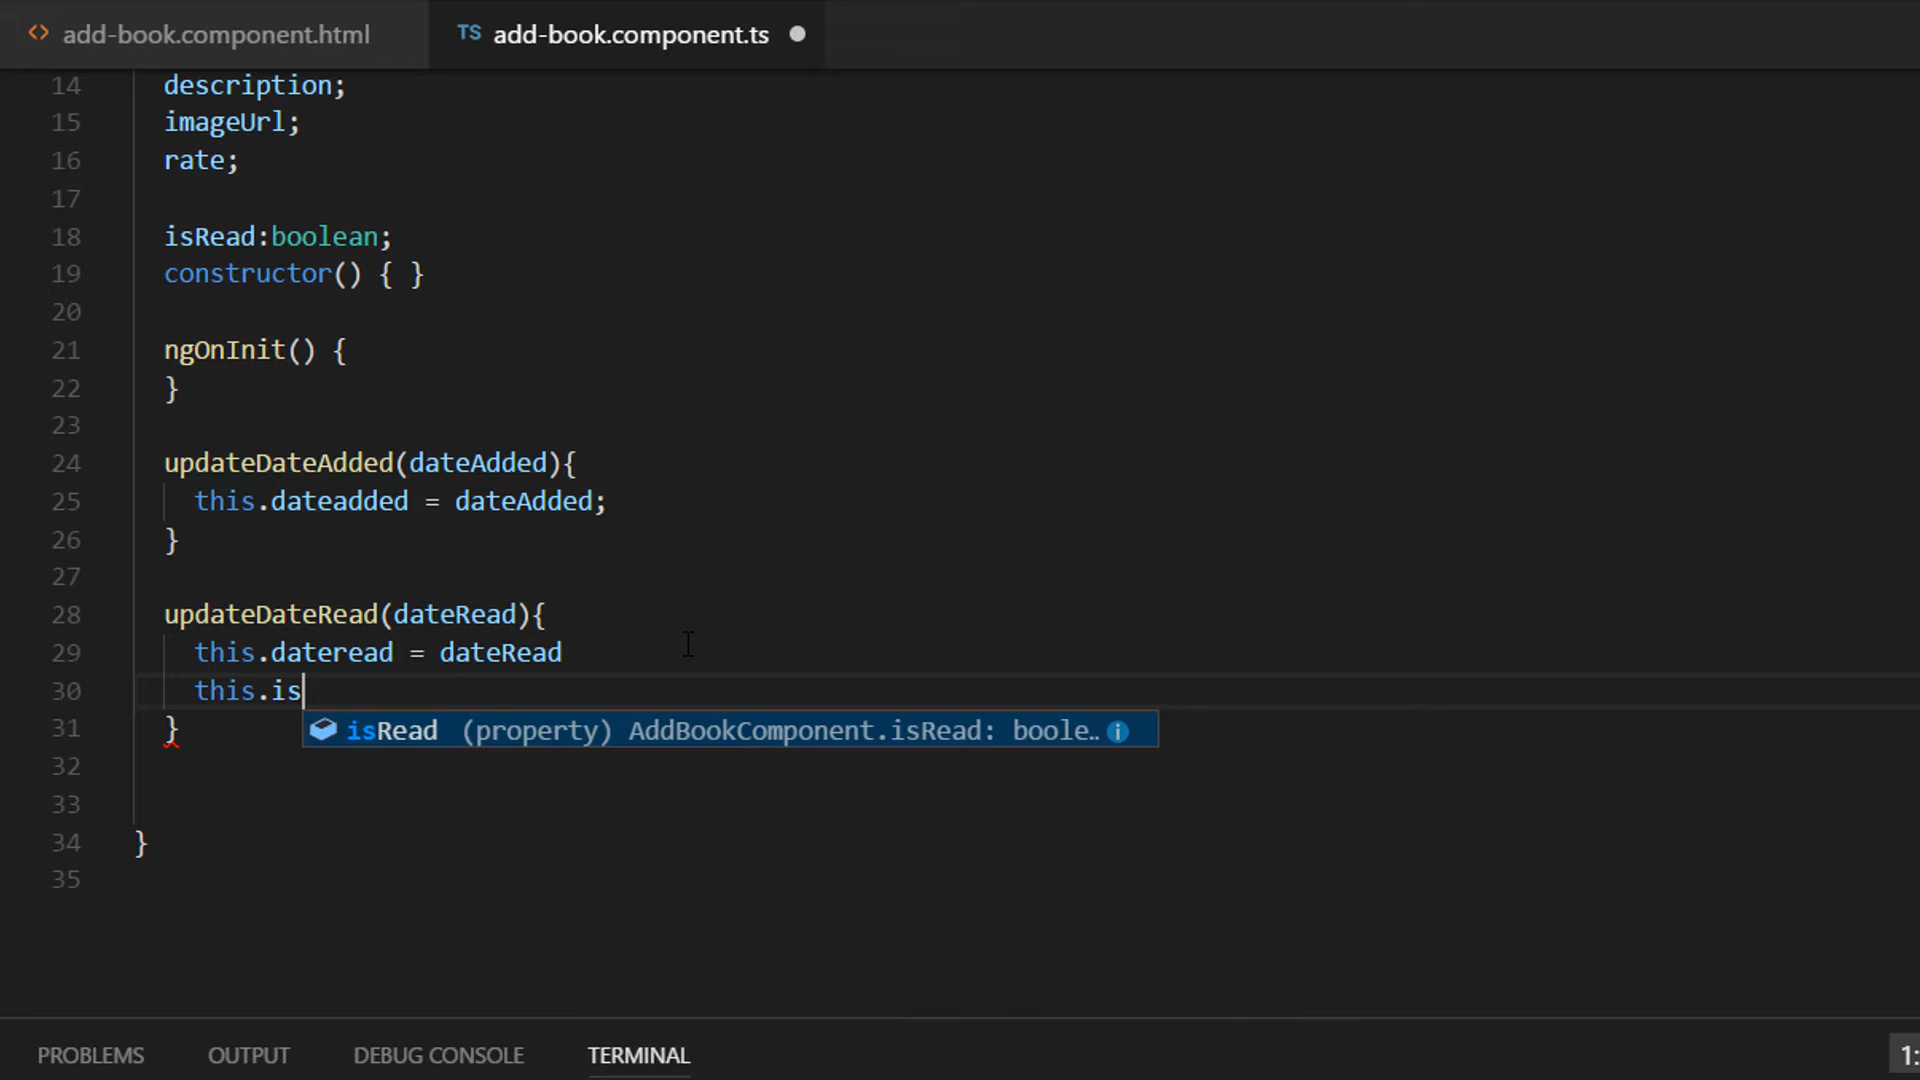 <> add-book.component.html
TS add-book.component.ts
14 description;
15 imageUrl;
16 rate;
17
18 isRead:boolean;
19 constructor() { }
20
21 ngOnInit() {
22 }
23
24 updateDateAdded(dateAdded){
25 this.dateadded = dateAdded;
26 }
27
28 updateDateRead(dateRead){
29 this.dateread = dateRead
30 this.is
isRead (property) AddBookComponent.isRead: boole…
31 }
32
33
34 }
35
PROBLEMS OUTPUT DEBUG CONSOLE TERMINAL 1: